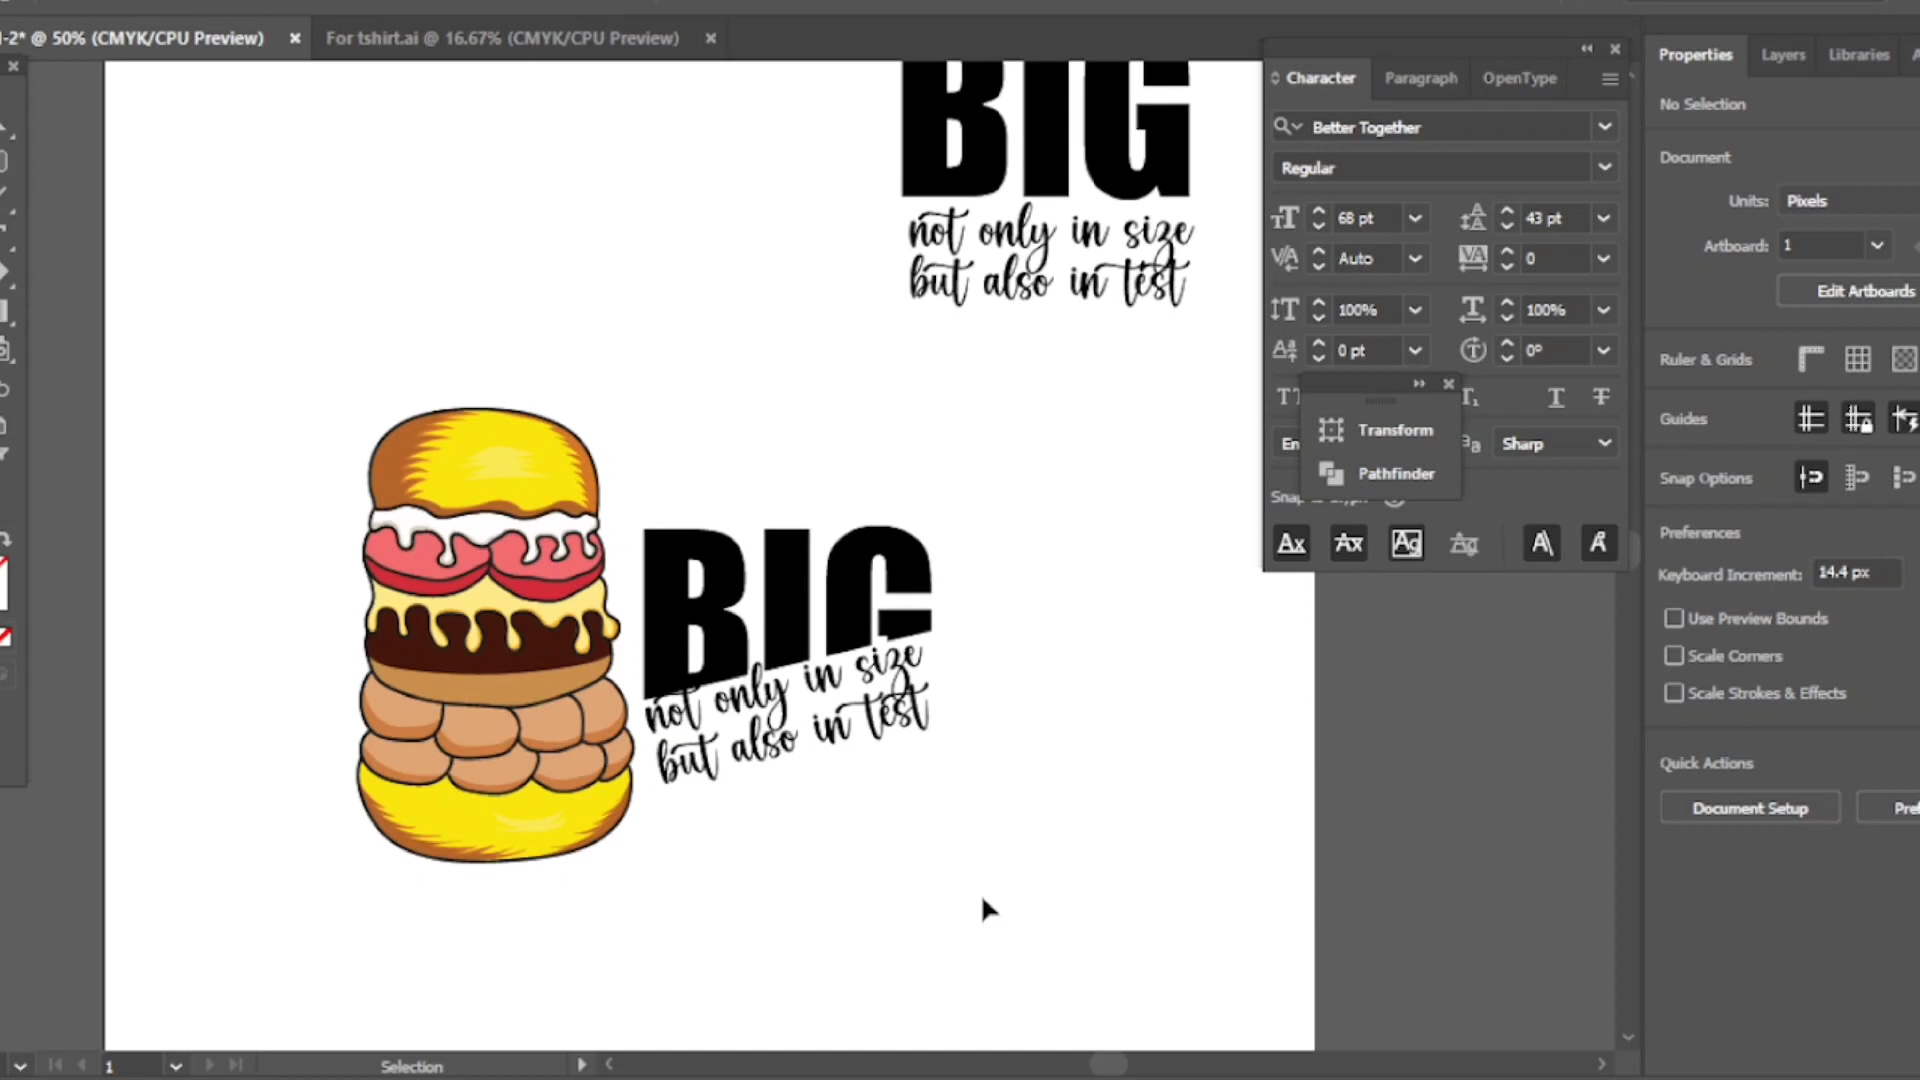 -2* @ 50% (CMYK/CPU Preview) ×
For tshirt.ai @ 16.67% (CMYK/CPU Preview) ×
BIG
not only in size
but also in test
BIG
not only in size
but also in test
Character Paragraph OpenType
Better Together
Regular
68 pt 43 pt
Auto 0
100% 100%
0 pt 0°
Transform
Pathfinder
En Sharp
Properties Layers Libraries
No Selection
Document
Units: Pixels
Artboard: 1
Edit Artboards
Ruler & Grids
Guides
Snap Options
Preferences
Keyboard Increment: 14.4 px
Use Preview Bounds
Scale Corners
Scale Strokes & Effects
Quick Actions
Document Setup Pref
1 Selection